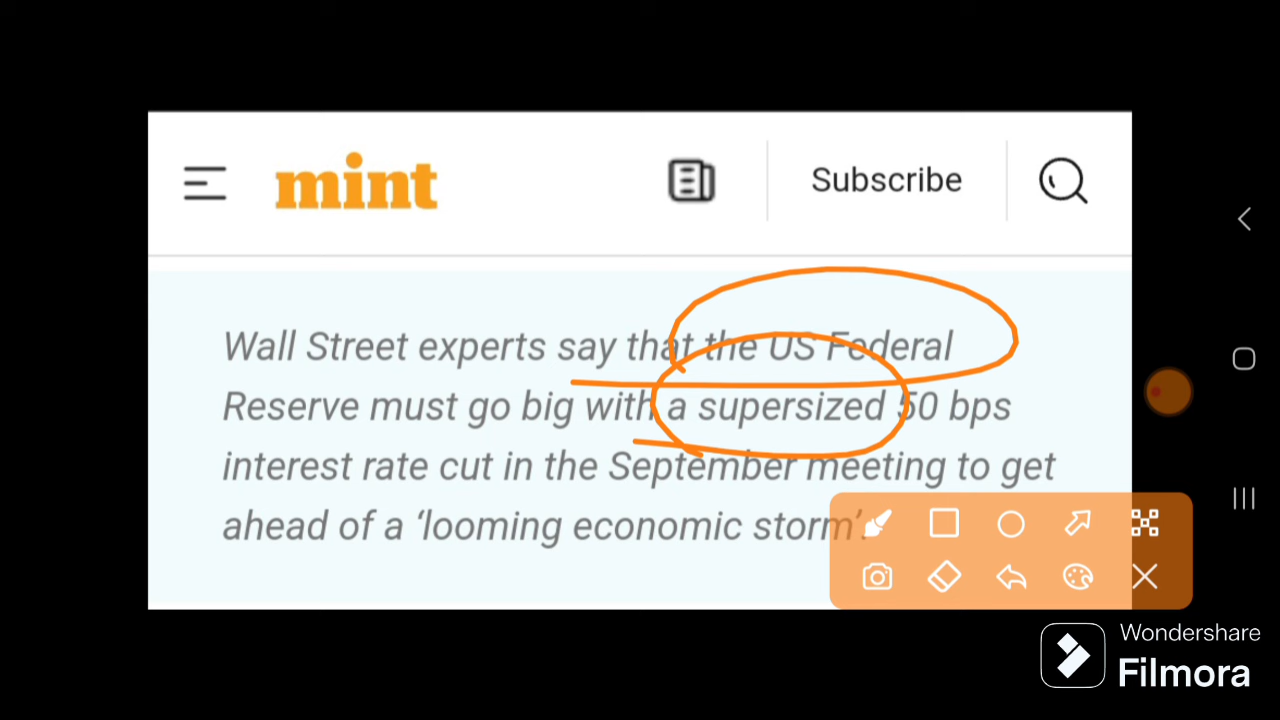 mint
Subscribe
Wall Street experts say that the US Federal
Reserve must go big with a supersized 50 bps
interest rate cut in the September meeting to get
ahead of a ‘looming economic storm’.
Wondershare
Filmora